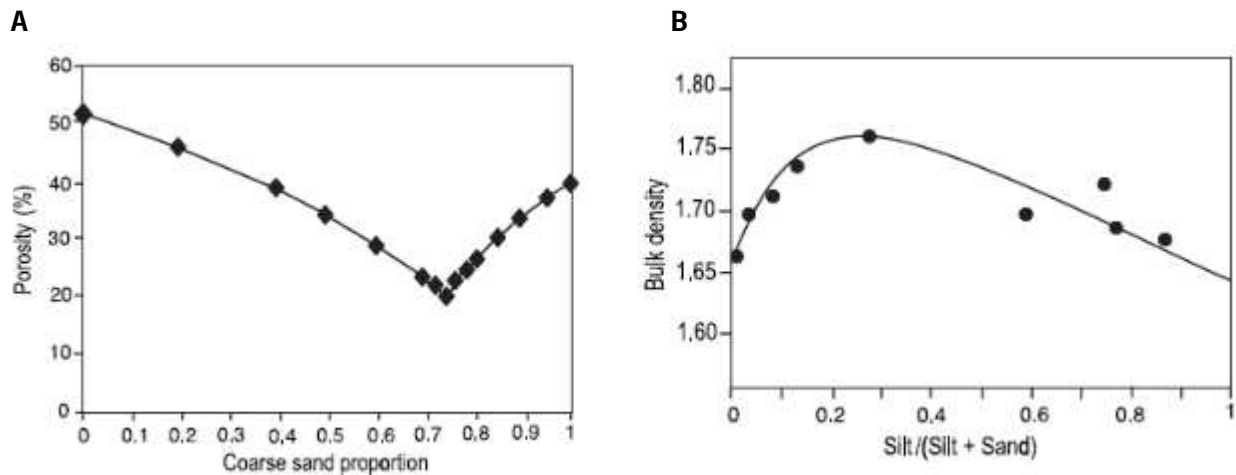 A
B
60
50
40
30
20
10
0
Porosity (%)
0 0.1 0.2 0.3 0.4 0.5 0.6 0.7 0.8 0.9 1
Coarse sand proportion
1.80
1.75
1.70
1.65
1.60
Bulk density
0 0.2 0.4 0.6 0.8 1
Silt/(Silt + Sand)